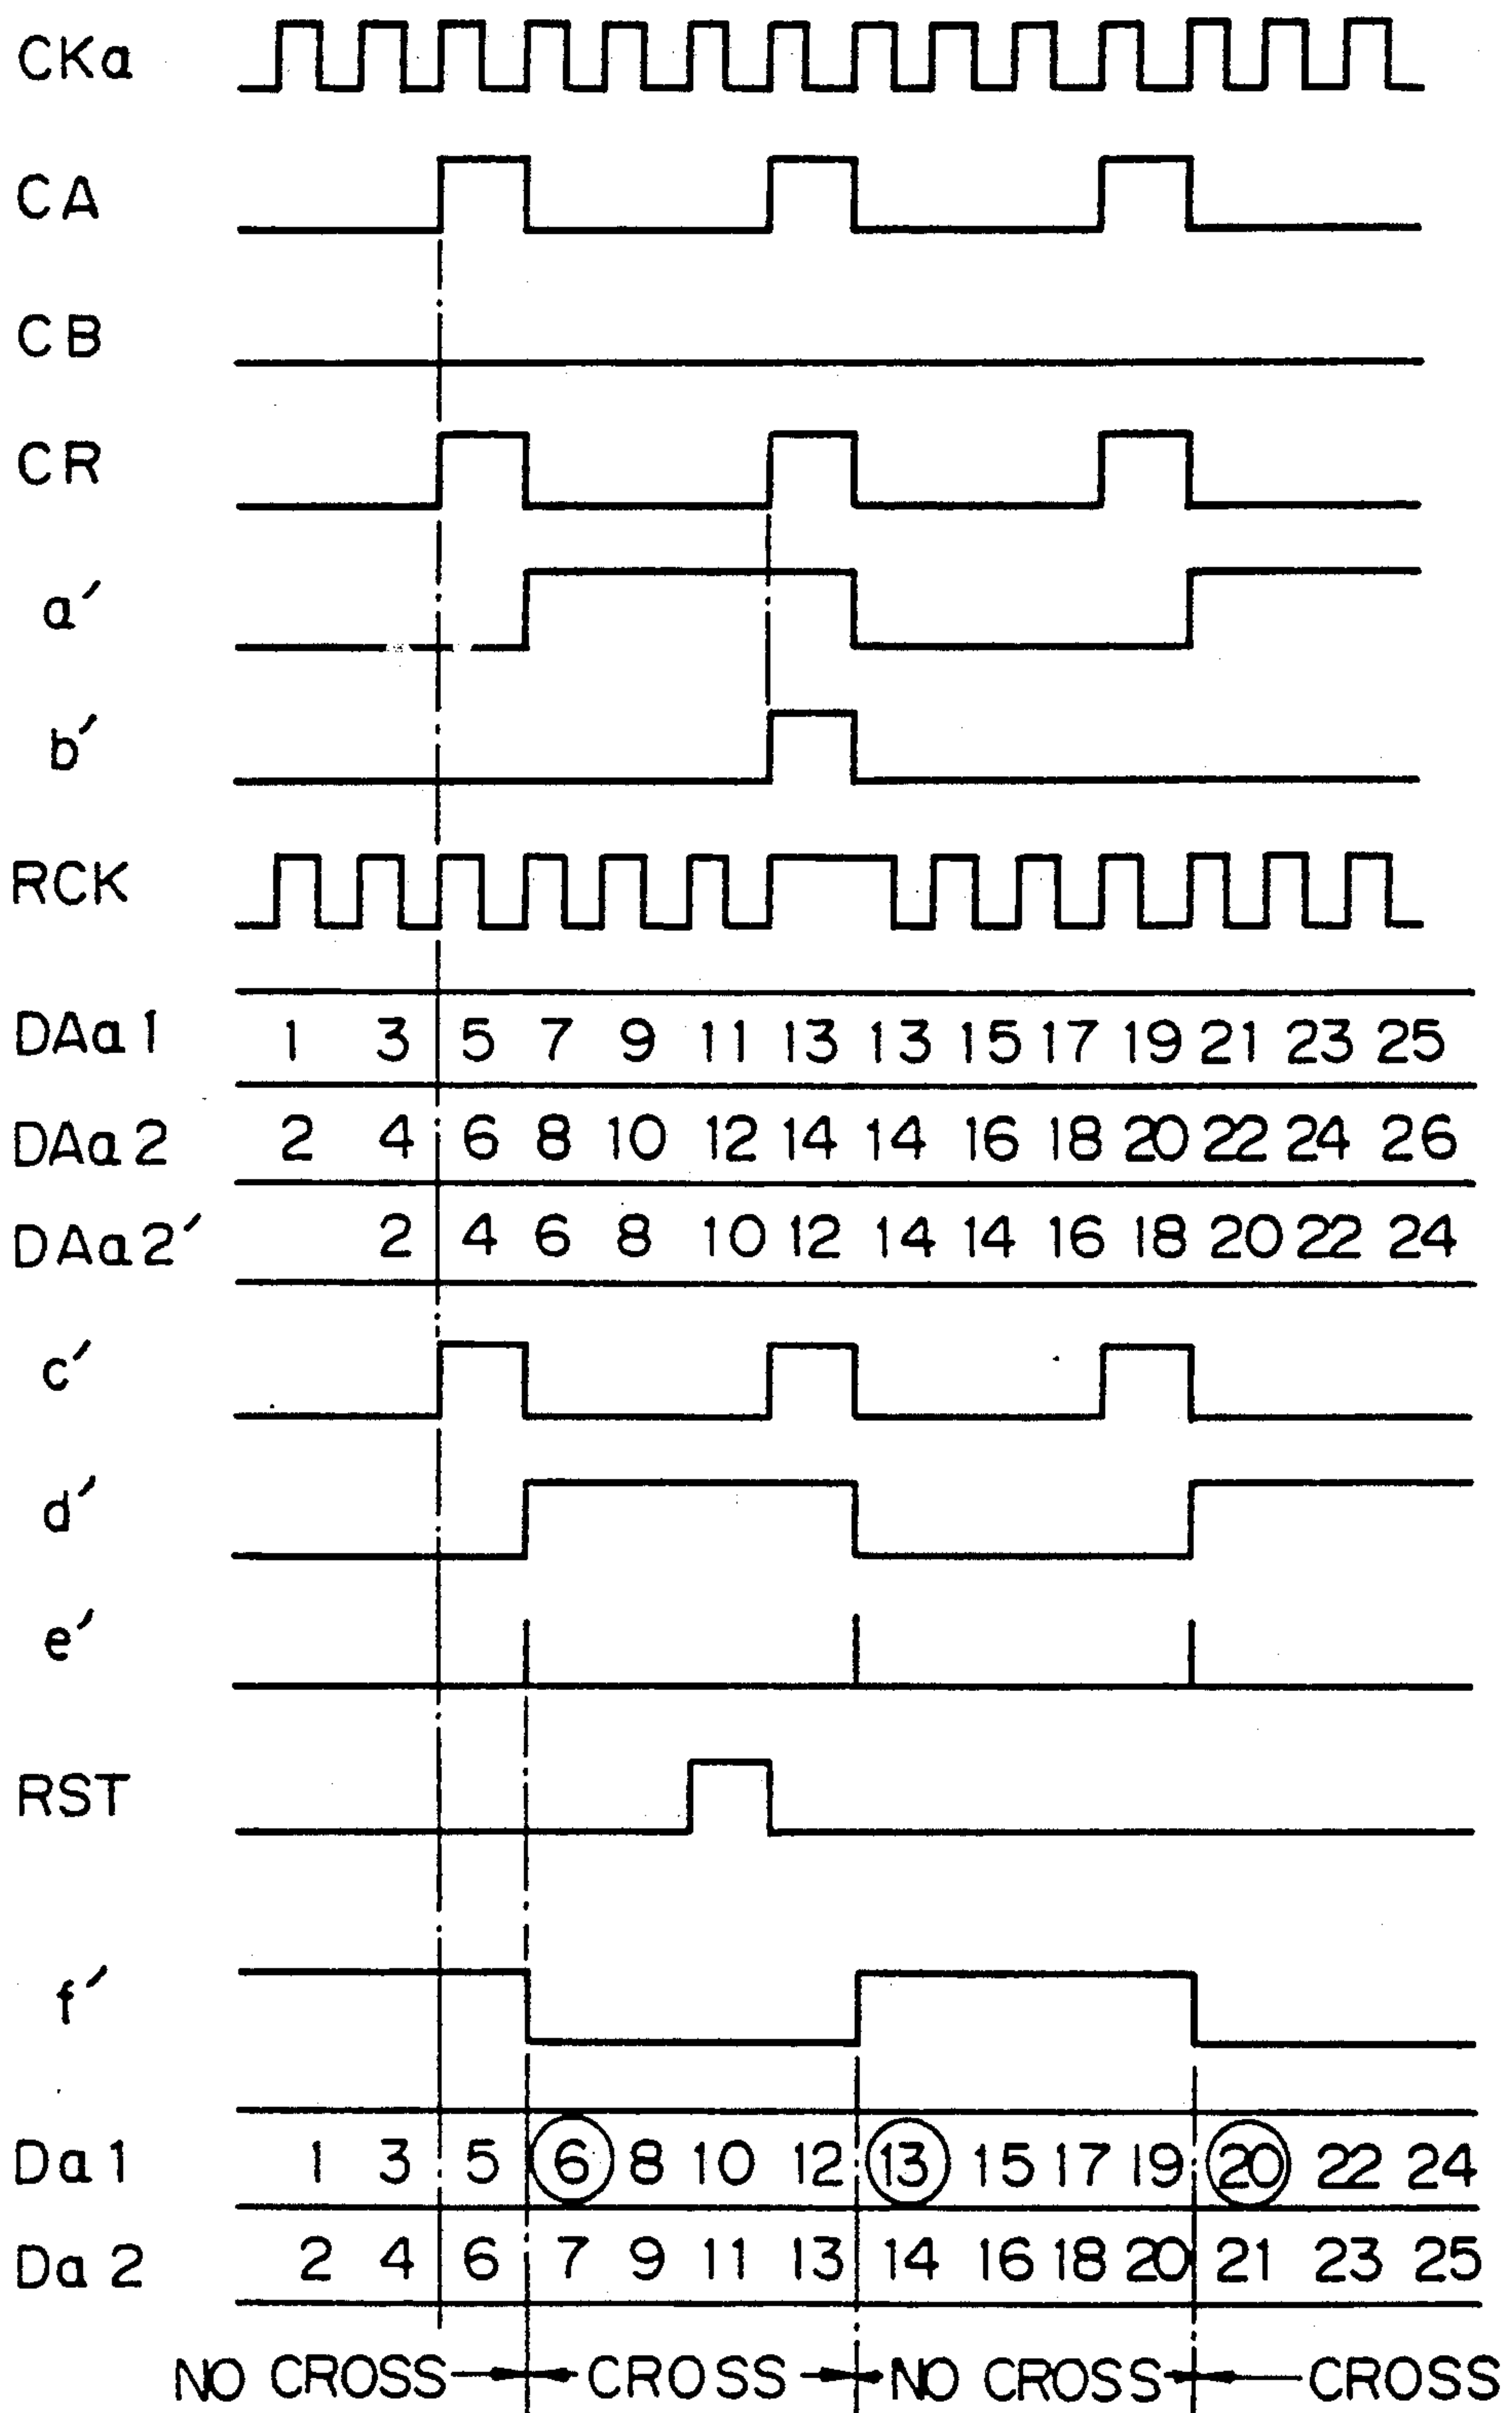 CKa
CA
CB
CR
a′
b′
RCK
DAa1 1 3 5 7 9 11 13 13 15 17 19 21 23 25
DAa2 2 4 6 8 10 12 14 14 16 18 20 22 24 26
DAa2′ 2 4 6 8 10 12 14 14 16 18 20 22 24
c′
d′
e′
RST
f′
Da1 1 3 5 6 8 10 12 13 15 17 19 20 22 24
Da2 2 4 6 7 9 11 13 14 16 18 20 21 23 25
NO CROSS CROSS NO CROSS CROSS